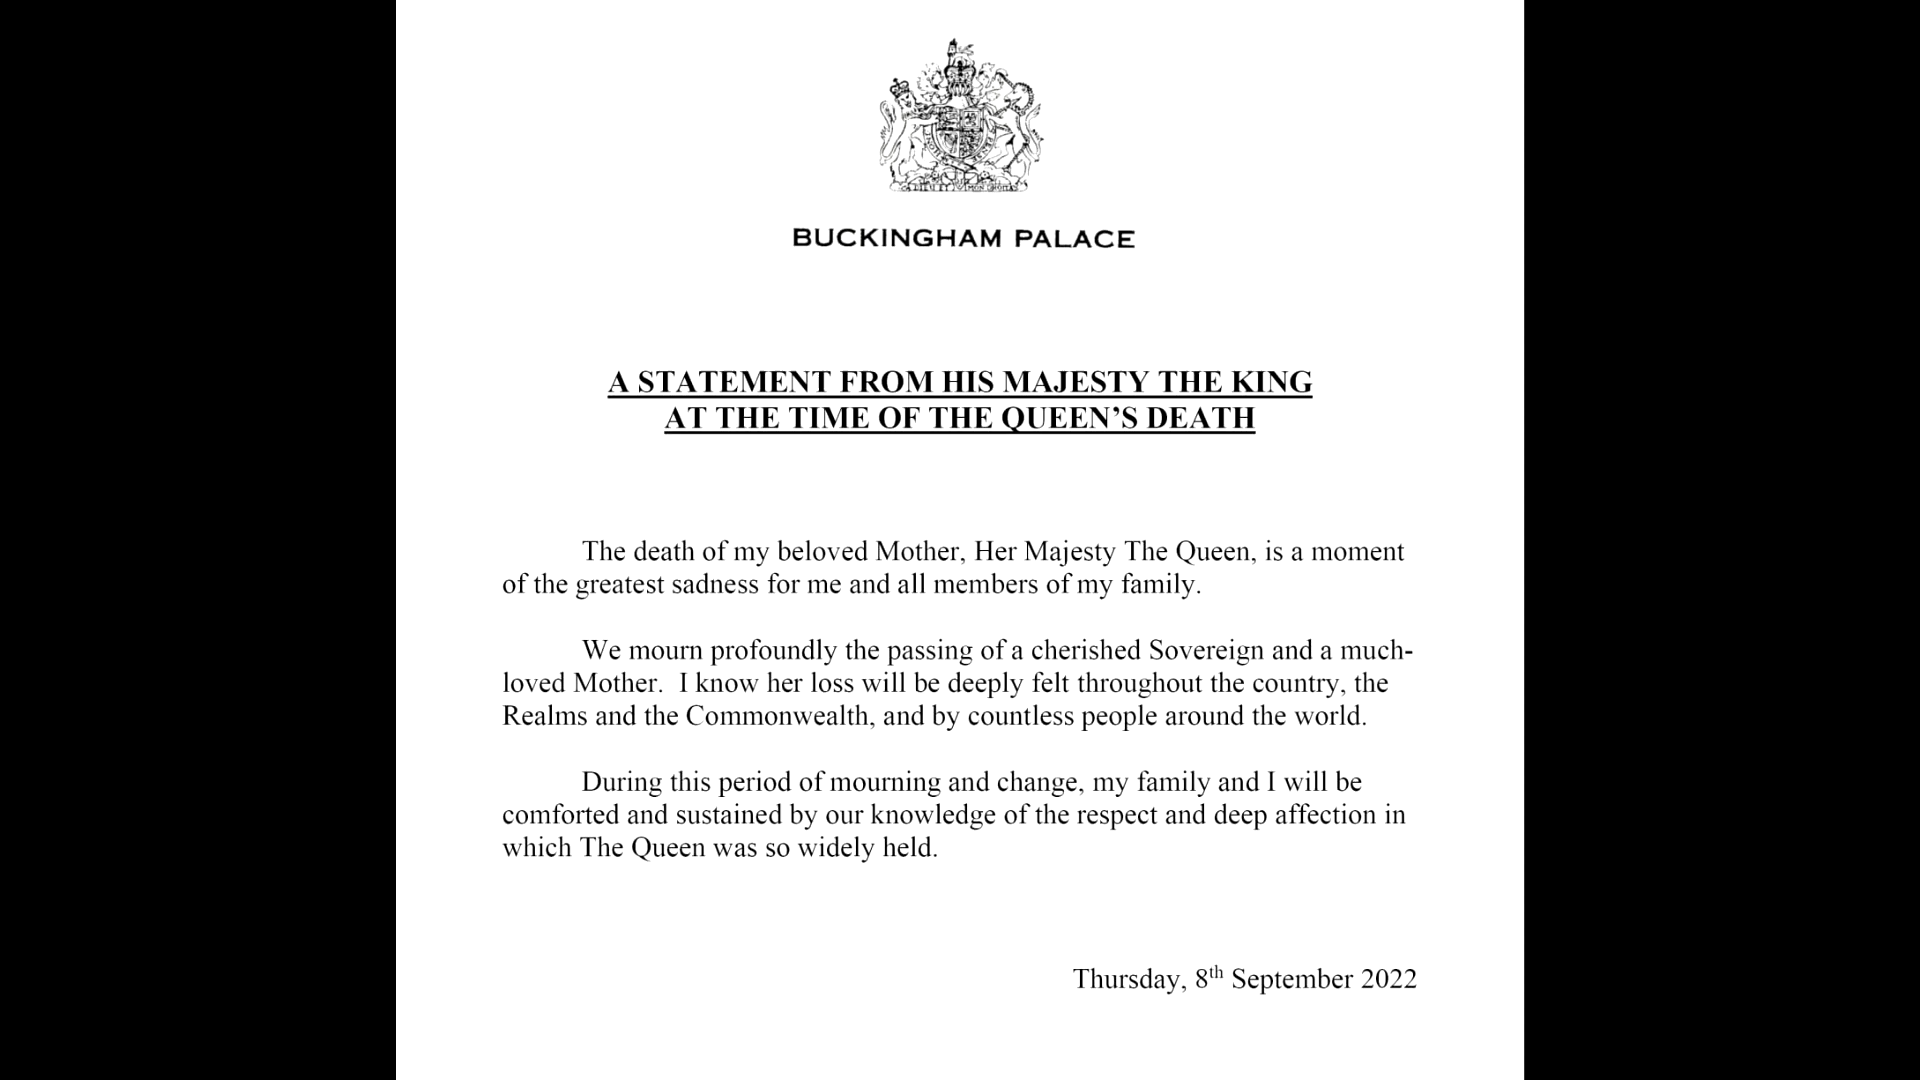 BUCKINGHAM PALACE
A STATEMENT FROM HIS MAJESTY THE KING
AT THE TIME OF THE QUEEN’S DEATH
The death of my beloved Mother, Her Majesty The Queen, is a moment
of the greatest sadness for me and all members of my family.
We mourn profoundly the passing of a cherished Sovereign and a much-
loved Mother.  I know her loss will be deeply felt throughout the country, the
Realms and the Commonwealth, and by countless people around the world.
During this period of mourning and change, my family and I will be
comforted and sustained by our knowledge of the respect and deep affection in
which The Queen was so widely held.
Thursday, 8th September 2022